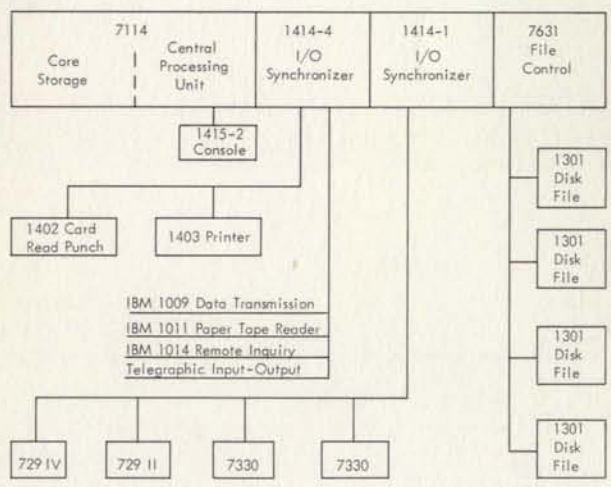 7114
Core
Storage
Central
Processing
Unit
1414-4
I/O
Synchronizer
1414-1
I/O
Synchronizer
7631
File
Control
1415-2
Console
1402 Card
Read Punch
1403 Printer
1301
Disk
File
1301
Disk
File
1301
Disk
File
1301
Disk
File
IBM 1009 Data Transmission
IBM 1011 Paper Tape Reader
IBM 1014 Remote Inquiry
Telegraphic Input-Output
729 IV
729 II
7330
7330